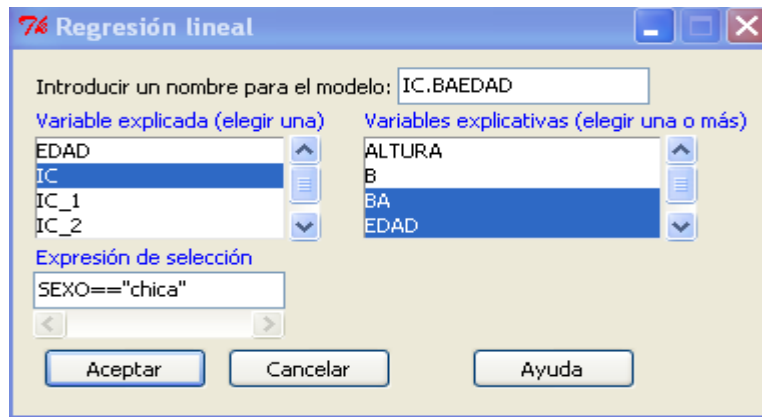 Regresión lineal
Introducir un nombre para el modelo: IC.BAEDAD
Variable explicada (elegir una) Variables explicativas (elegir una o más)
EDAD ALTURA
IC B
IC_1 BA
IC_2 EDAD
Expresión de selección
SEXO=="chica"
Aceptar Cancelar Ayuda